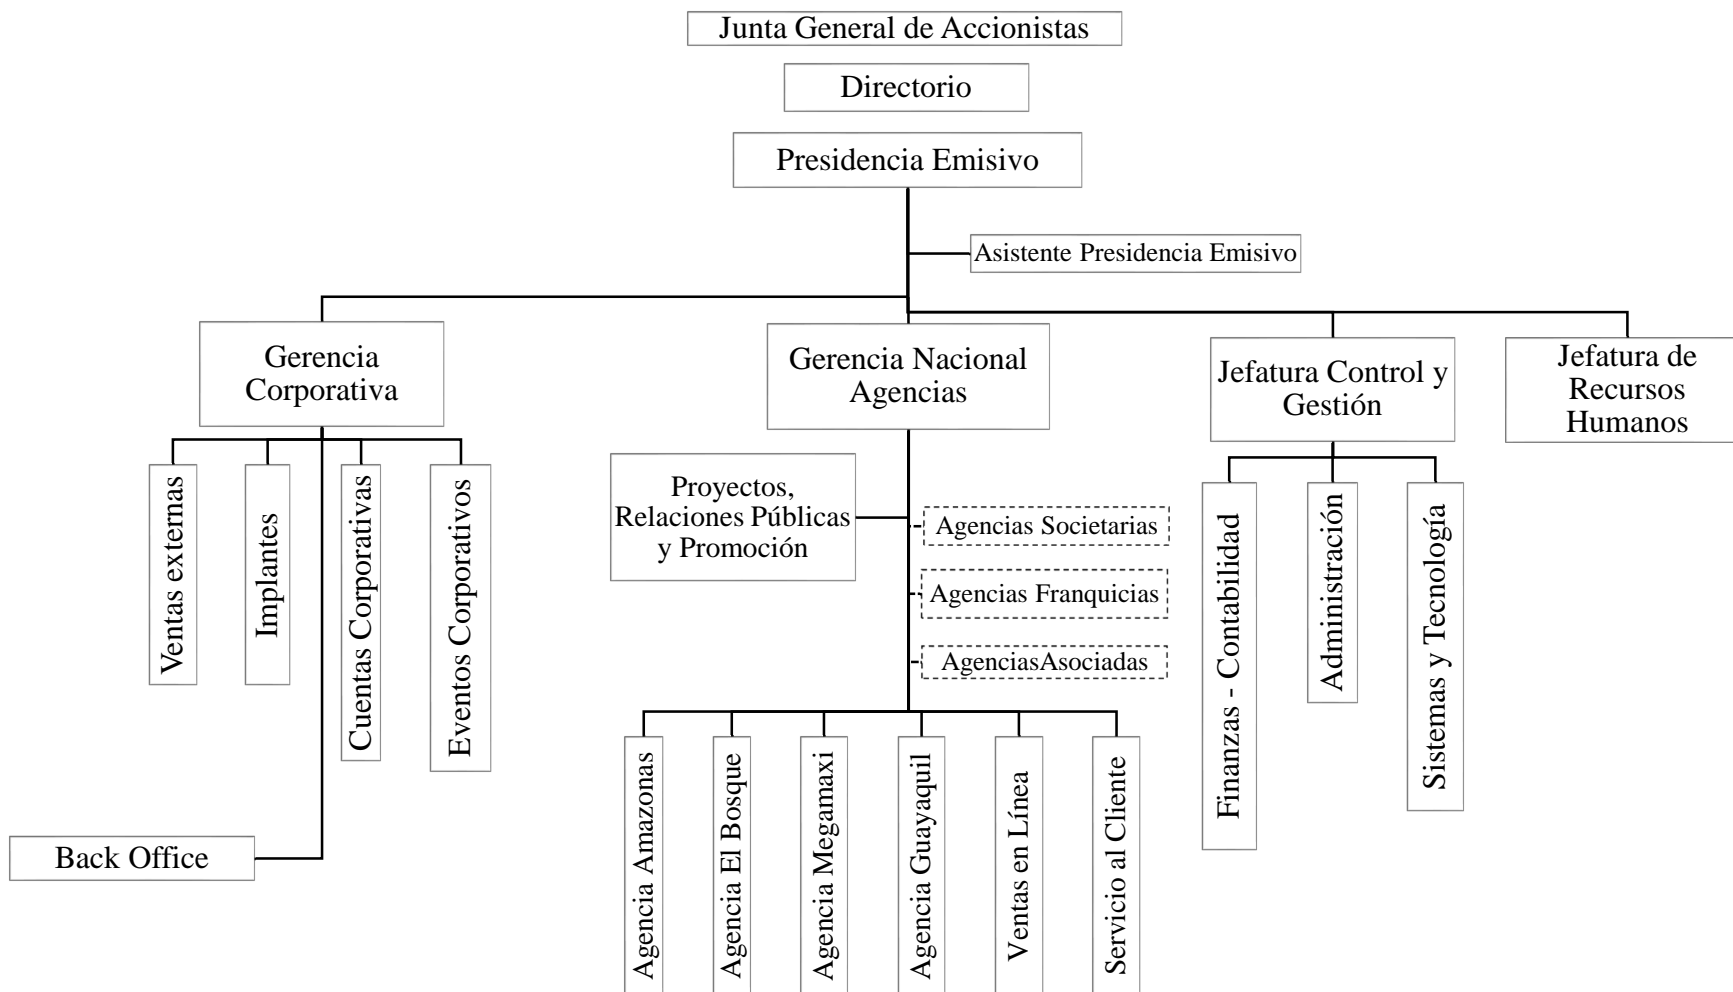 Junta General de Accionistas
Directorio
Presidencia Emisivo
Asistente Presidencia Emisivo
Gerencia
Corporativa
Gerencia Nacional
Agencias
Jefatura Control y
Gestión
Jefatura de
Recursos
Humanos
Ventas externas
Implantes
Cuentas Corporativas
Eventos Corporativos
Back Office
Proyectos,
Relaciones Públicas
y Promoción
Agencias Societarias
Agencias Franquicias
AgenciasAsociadas
Agencia Amazonas
Agencia El Bosque
Agencia Megamaxi
Agencia Guayaquil
Ventas en Línea
Servicio al Cliente
Finanzas - Contabilidad
Administración
Sistemas y Tecnología